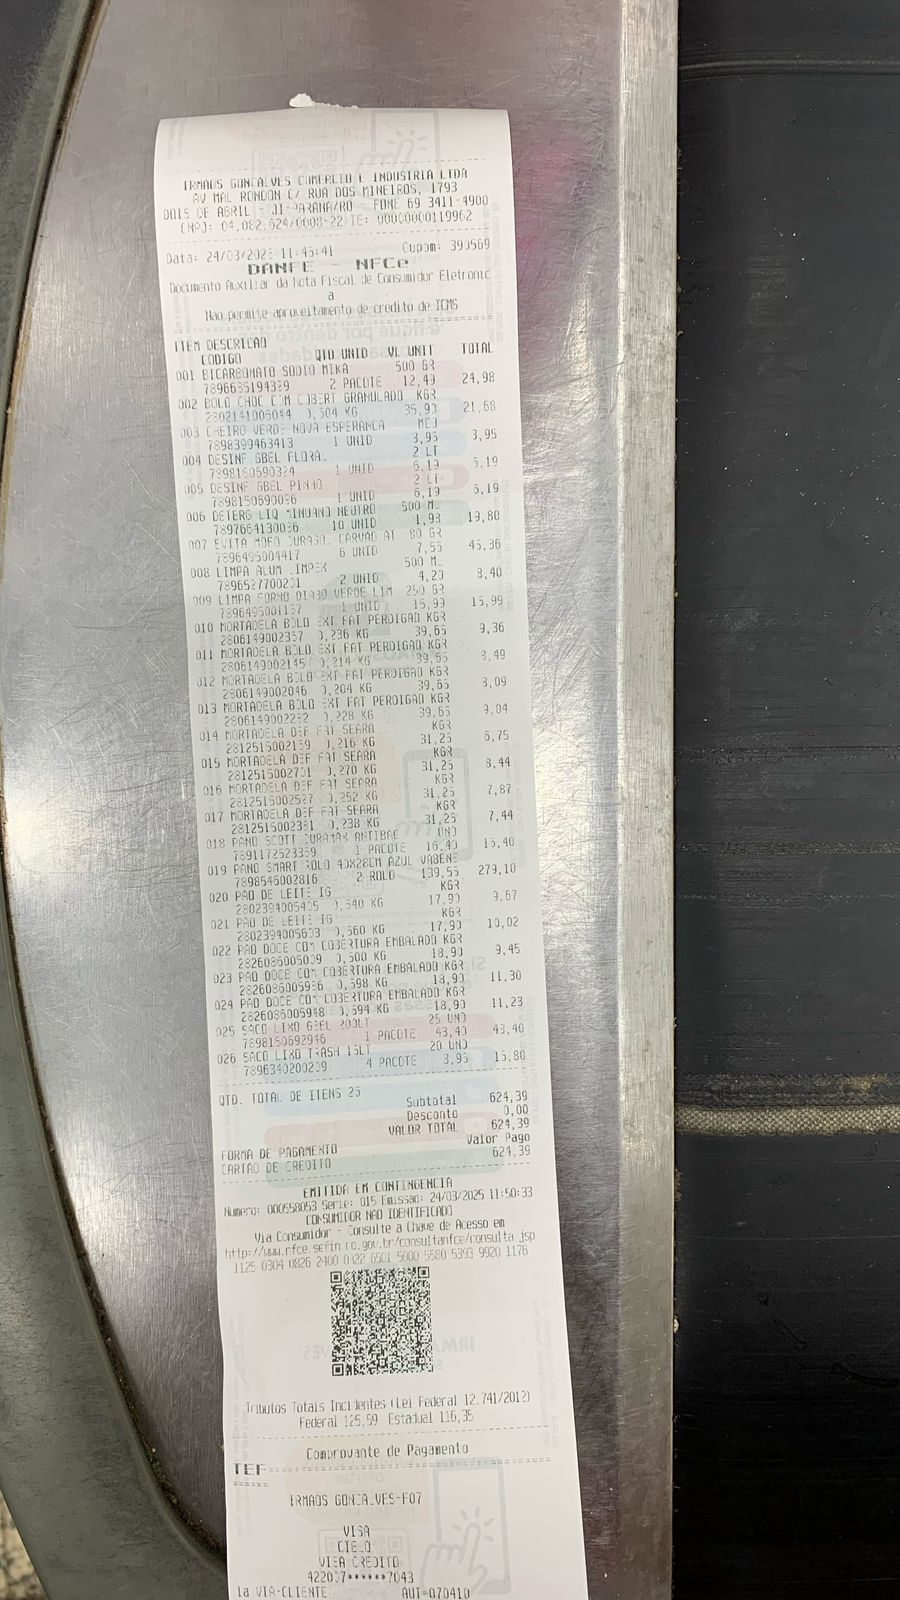 IRMAOS GONCALVES COMERCIO E INDUSTRIA LTDA
AV MAL RONDON C/ RUA DOS MINEIROS, 1793
DOIS DE ABRIL - JI-PARANA/RO - FONE 69 3411-4900
CNPJ: 04.082.624/0008-22 IE: 00000000119962
Data: 24/03/2025 11:45:41 Cupom: 390569
DANFE - NFCe
Documento Auxiliar da Nota Fiscal de Consumidor Eletronic
a
Nao permite aproveitamento de credito de ICMS
ITEM DESCRICAO
CODIGO QTD UNID VL UNIT TOTAL
001 BICARBONATO SODIO MIKA 500 GR
7896635194329 2 PACOTE 12,49 24,98
002 BOLO CHOC COM COBERT GRANULADO KGR
2802141006044 0,604 KG 35,90 21,68
003 CHEIRO VERDE NOVA ESPERANCA MCO
7898399463413 1 UNID 3,95 3,95
004 DESINF GBEL FLORAL 2 LT
7898150690324 1 UNID 6,19 6,19
005 DESINF GBEL PINHO 2 LT
7898150690096 1 UNID 6,19 6,19
006 DETERG LIQ MINUANO NEUTRO 500 ML
7897664130036 10 UNID 1,98 19,80
007 EVITA MOFO CARVAO AT 80 GR
7896495004417 6 UNID 7,56 45,36
008 LIMPA ALUM LIMPEX 500 ML
7896527700201 2 UNID 4,20 8,40
009 LIMPA FORNO DIABO VERDE LIM 250 GR
7896495001157 1 UNID 15,99 15,99
010 MORTADELA BOLO EXT FAT PERDIGAO KGR
2806149002357 0,236 KG 39,65 9,36
011 MORTADELA BOLO EXT FAT PERDIGAO KGR
2806149002145 0,214 KG 39,65 8,49
012 MORTADELA BOLO EXT FAT PERDIGAO KGR
2806149002046 0,204 KG 39,65 8,09
013 MORTADELA BOLO EXT FAT PERDIGAO KGR
2806149002282 0,228 KG 39,65 9,04
014 MORTADELA DEF FAT SEARA KGR
2812515002159 0,216 KG 31,25 6,75
015 MORTADELA DEF FAT SEARA KGR
2812515002701 0,270 KG 31,25 8,44
016 MORTADELA DEF FAT SEARA KGR
2812515002527 0,252 KG 31,25 7,87
017 MORTADELA DEF FAT SEARA KGR
2812515002381 0,238 KG 31,25 7,44
018 PANO SCOTT DURAMAX ANTIBAC UNO
7891172523359 1 PACOTE 16,40 16,40
019 PANO SMART ROLO 40X28CM AZUL VABENE
7898546002816 2 ROLO 139,55 279,10
020 PAO DE LEITE IG KGR
2802394005405 0,540 KG 17,90 9,67
021 PAO DE LEITE IG KGR
2802394005603 0,560 KG 17,90 10,02
022 PAO DOCE COM COBERTURA EMBALADO KGR
2826086005009 0,500 KG 18,90 9,45
023 PAO DOCE COM COBERTURA EMBALADO KGR
2826086005986 0,598 KG 18,90 11,30
024 PAO DOCE COM COBERTURA EMBALADO KGR
2826086005948 0,594 KG 18,90 11,23
025 SACO LIXO GBEL 200LT 25 UNO
7898150692946 1 PACOTE 43,40 43,40
026 SACO LIXO TRASH 15LT 20 UNO
7896340200209 4 PACOTE 3,95 15,80
QTD. TOTAL DE ITENS 26
Subtotal 624,39
Desconto 0,00
VALOR TOTAL 624,39
FORMA DE PAGAMENTO Valor Pago
CARTAO DE CREDITO 624,39
EMITIDA EM CONTINGENCIA
Numero: 000558053 Serie: 015 Emissao: 24/03/2025 11:50:33
CONSUMIDOR NAO IDENTIFICADO
Via Consumidor - Consulte a Chave de Acesso em
http://www.nfce.sefin.ro.gov.br/consultanfce/consulta.jsp
1125 0304 0826 2400 0822 6501 5000 5580 5393 9920 1176
Tributos Totais Incidentes (Lei Federal 12.741/2012)
Federal 125,59 Estadual 116,35
Comprovante de Pagamento
TEF
IRMAOS GONCALVES-F07
VISA
CIELO
VISA CREDITO
422007******7043
1a VIA-CLIENTE AUT=070410